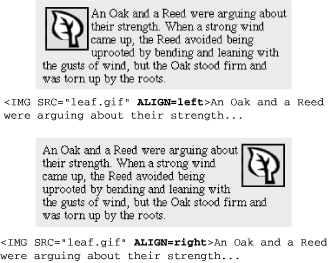 An Oak and a Reed were arguing about
their strength. When a strong wind
came up, the Reed avoided being
uprooted by bending and leaning with
the gusts of wind, but the Oak stood firm and
was torn up by the roots.
<IMG SRC="leaf.gif" ALIGN=left>An Oak and a Reed
were arguing about their strength...
An Oak and a Reed were arguing about
their strength. When a strong wind
came up, the Reed avoided being
uprooted by bending and leaning with
the gusts of wind, but the Oak stood firm and
was torn up by the roots.
<IMG SRC="leaf.gif" ALIGN=right>An Oak and a Reed
were arguing about their strength...